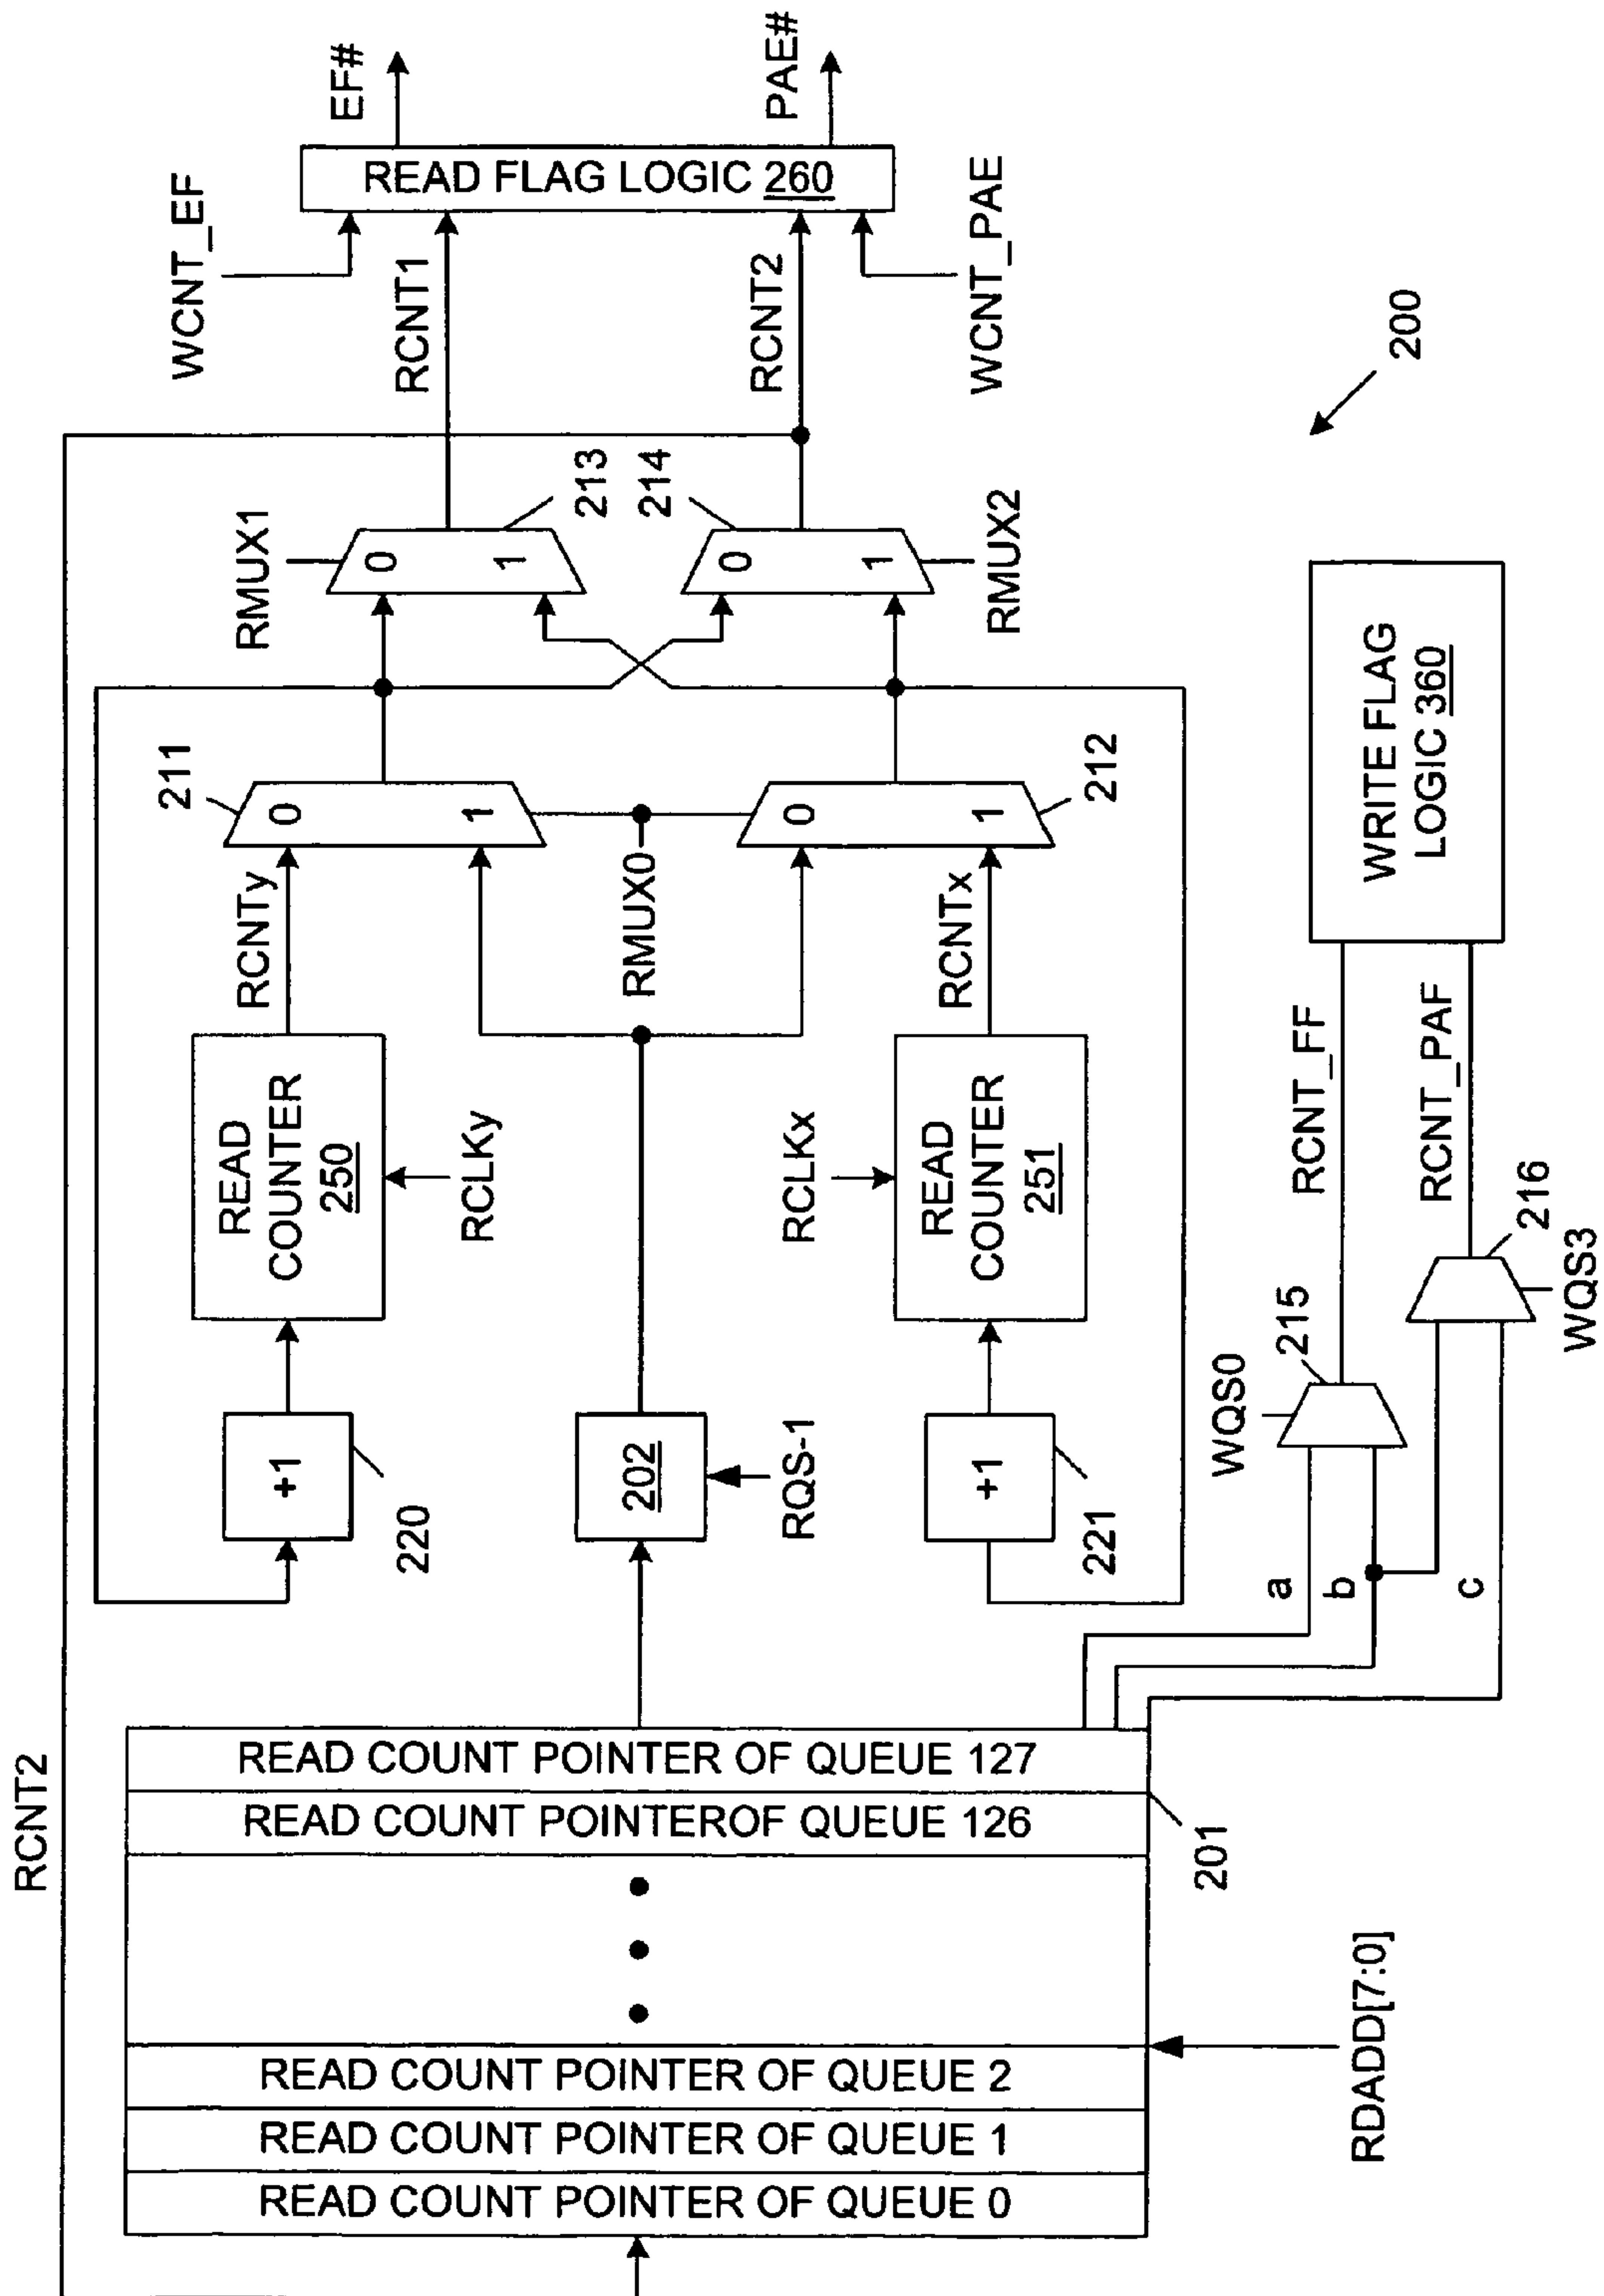 RCNT2
READ COUNT POINTER OF QUEUE 0
READ COUNT POINTER OF QUEUE 1
READ COUNT POINTER OF QUEUE 2
READ COUNT POINTEROF QUEUE 126
READ COUNT POINTER OF QUEUE 127
201
RDADD[7:0]
+1
220
202
RQS-1
+1
221
READ
COUNTER
250
RCLKy
RCLKx
READ
COUNTER
251
RCNTy
RMUX0
RCNTx
211
0
1
0
1
212
RMUX1
0
1
213
214
0
1
RMUX2
RCNT1
RCNT2
WCNT_EF
WCNT_PAE
READ FLAG LOGIC 260
EF#
PAE#
a
b
c
WQS0
215
216
WQS3
RCNT_FF
RCNT_PAF
WRITE FLAG
LOGIC 360
200